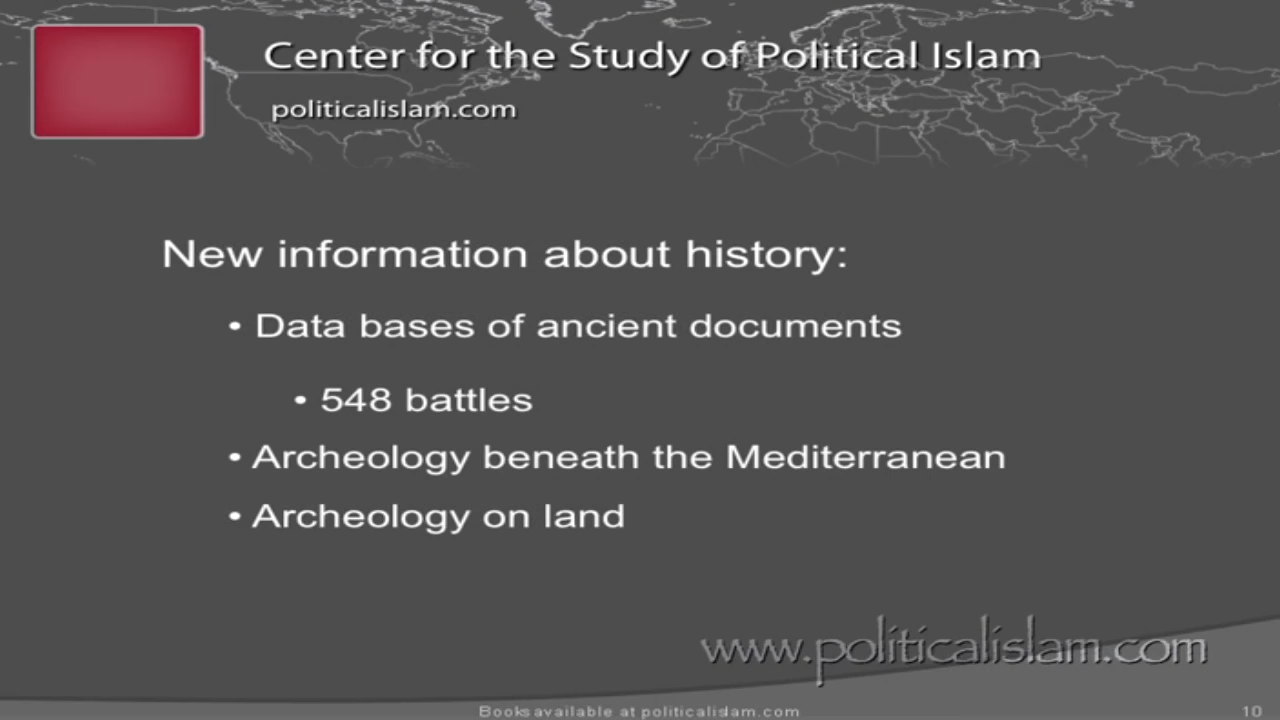 Center for the Study of Political Islam
politicalislam.com
New information about history:
• Data bases of ancient documents
• 548 battles
• Archeology beneath the Mediterranean
• Archeology on land
www.politicalislam.com
Books available at politicalislam.com
10